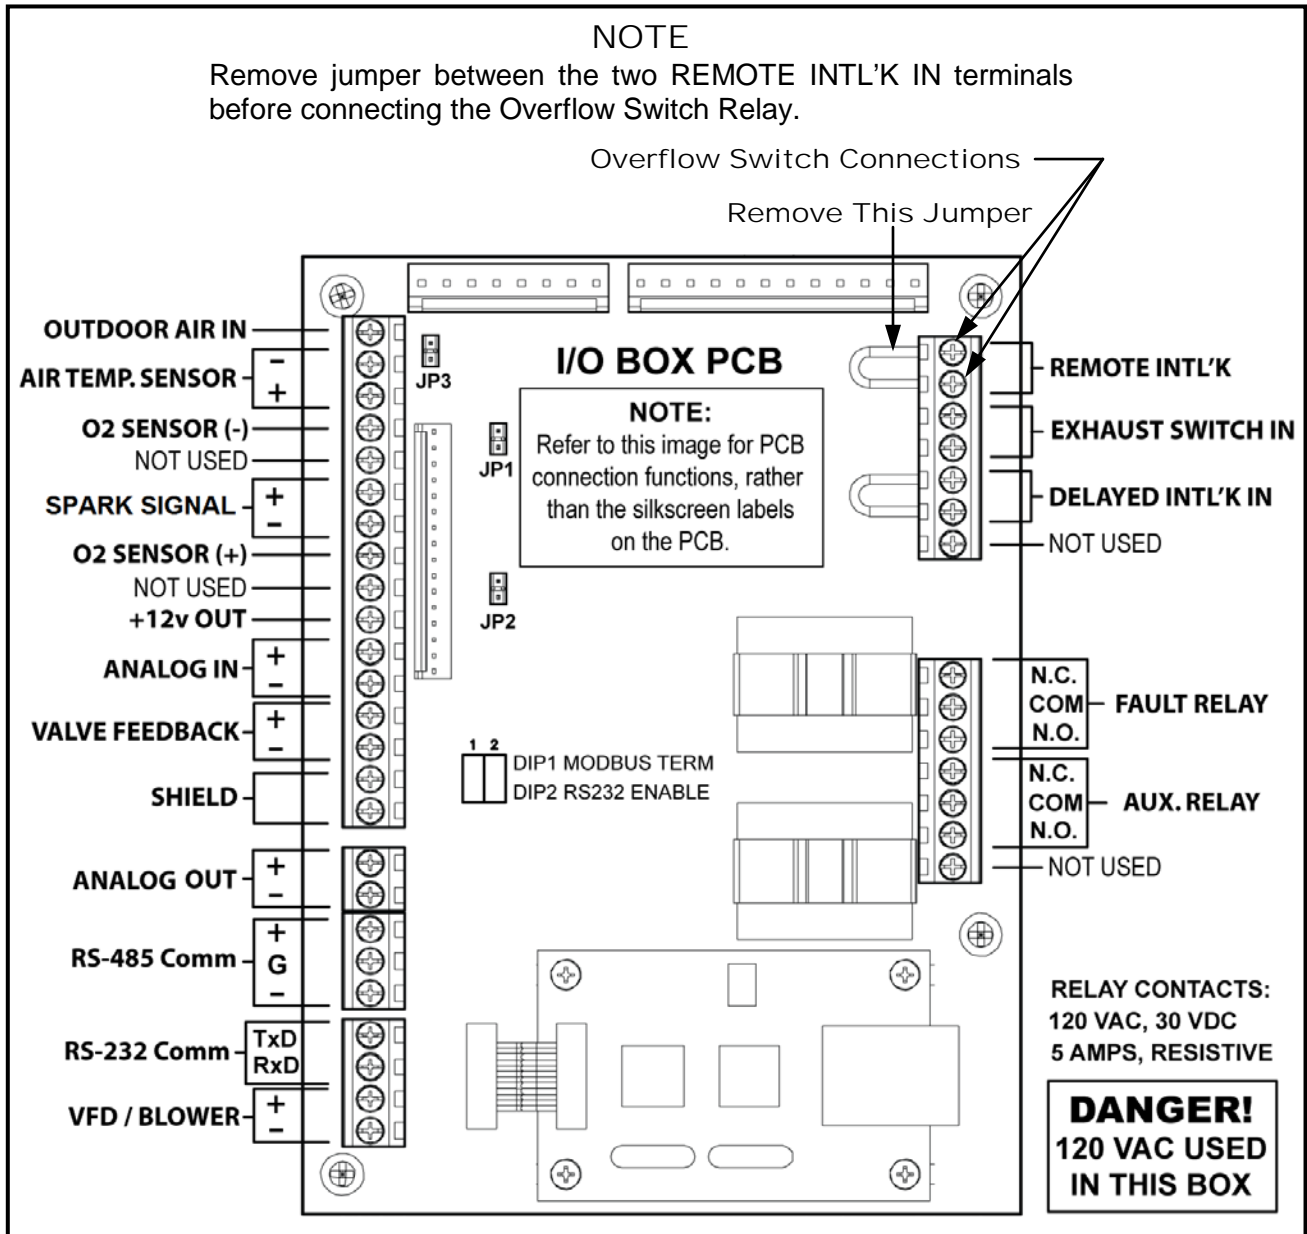 NOTE
Remove jumper between the two REMOTE INTL'K IN terminals
before connecting the Overflow Switch Relay.
Overflow Switch Connections
Remove This Jumper
OUTDOOR AIR IN
AIR TEMP. SENSOR
-
+
O2 SENSOR (-)
NOT USED
SPARK SIGNAL
+
-
O2 SENSOR (+)
NOT USED
+12v OUT
ANALOG IN
+
-
VALVE FEEDBACK
+
-
SHIELD
ANALOG OUT
+
-
RS-485 Comm
+
G
-
RS-232 Comm
TxD
RxD
VFD / BLOWER
+
-
JP3
I/O BOX PCB
NOTE:
Refer to this image for PCB
connection functions, rather
than the silkscreen labels
on the PCB.
JP1
JP2
1 2
DIP1 MODBUS TERM
DIP2 RS232 ENABLE
REMOTE INTL'K
EXHAUST SWITCH IN
DELAYED INTL'K IN
NOT USED
N.C.
COM
N.O.
FAULT RELAY
N.C.
COM
N.O.
AUX. RELAY
NOT USED
RELAY CONTACTS:
120 VAC, 30 VDC
5 AMPS, RESISTIVE
DANGER!
120 VAC USED
IN THIS BOX